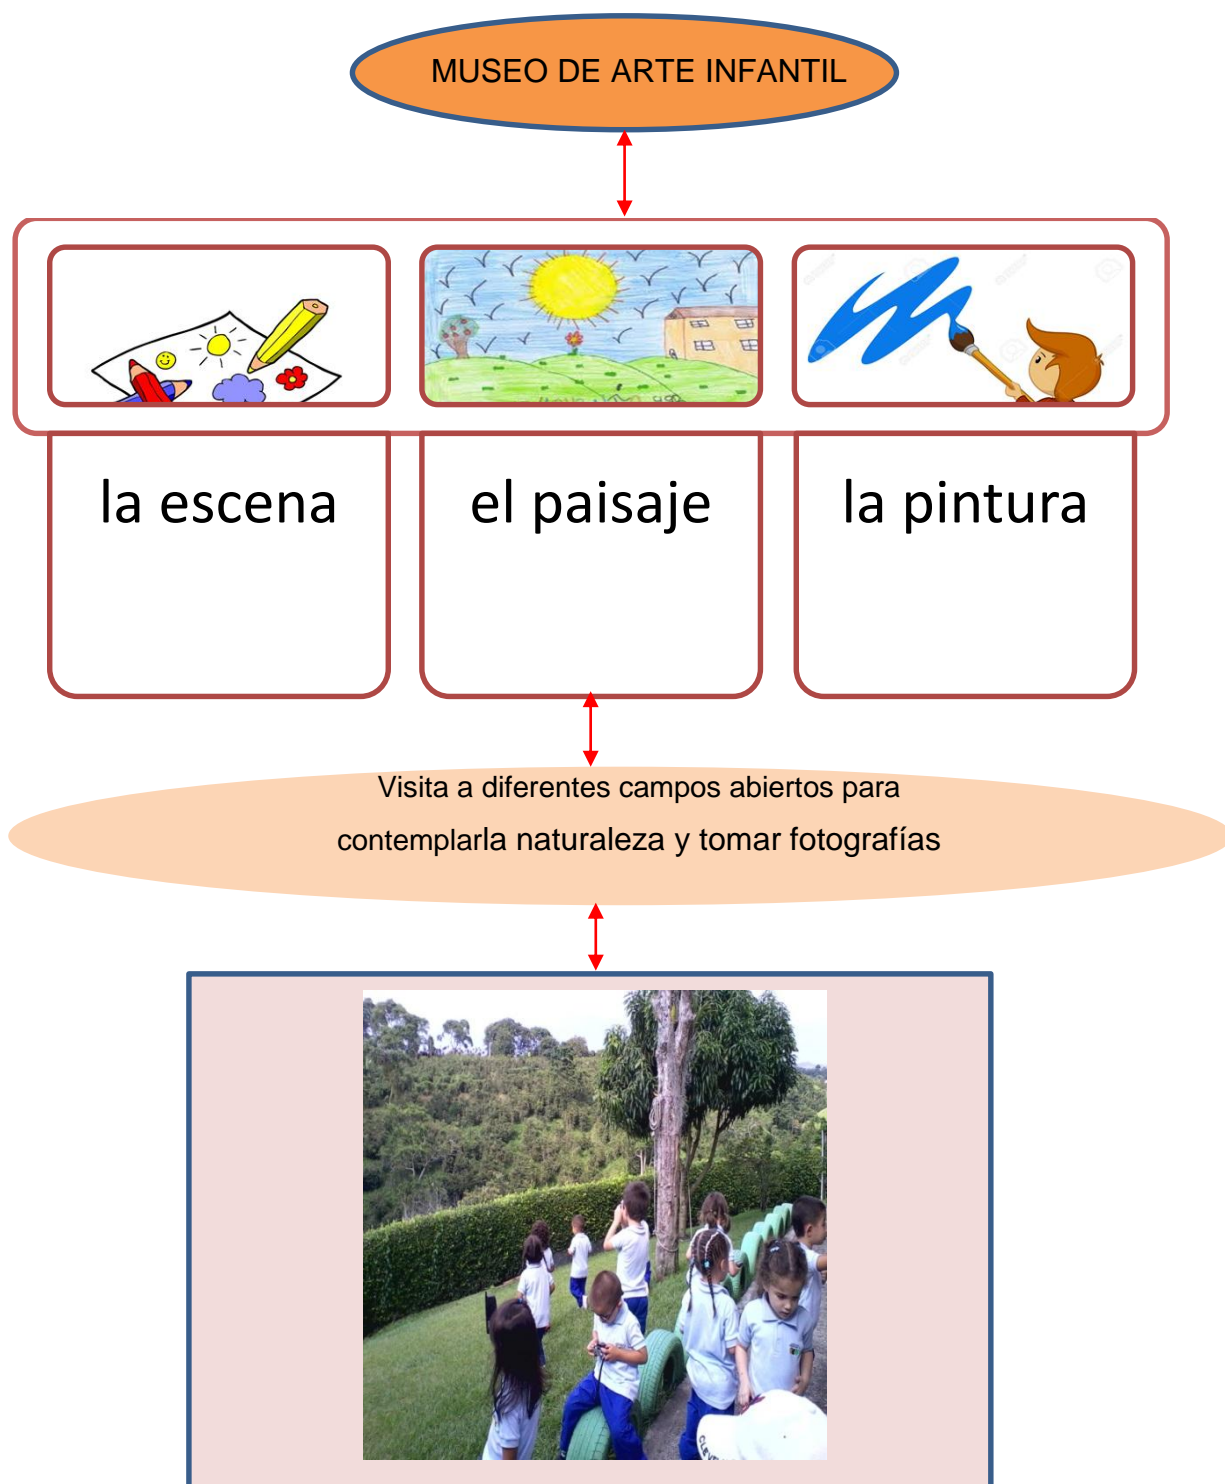 MUSEO DE ARTE INFANTIL
la escena
el paisaje
la pintura
Visita a diferentes campos abiertos para
contemplarla naturaleza y tomar fotografías